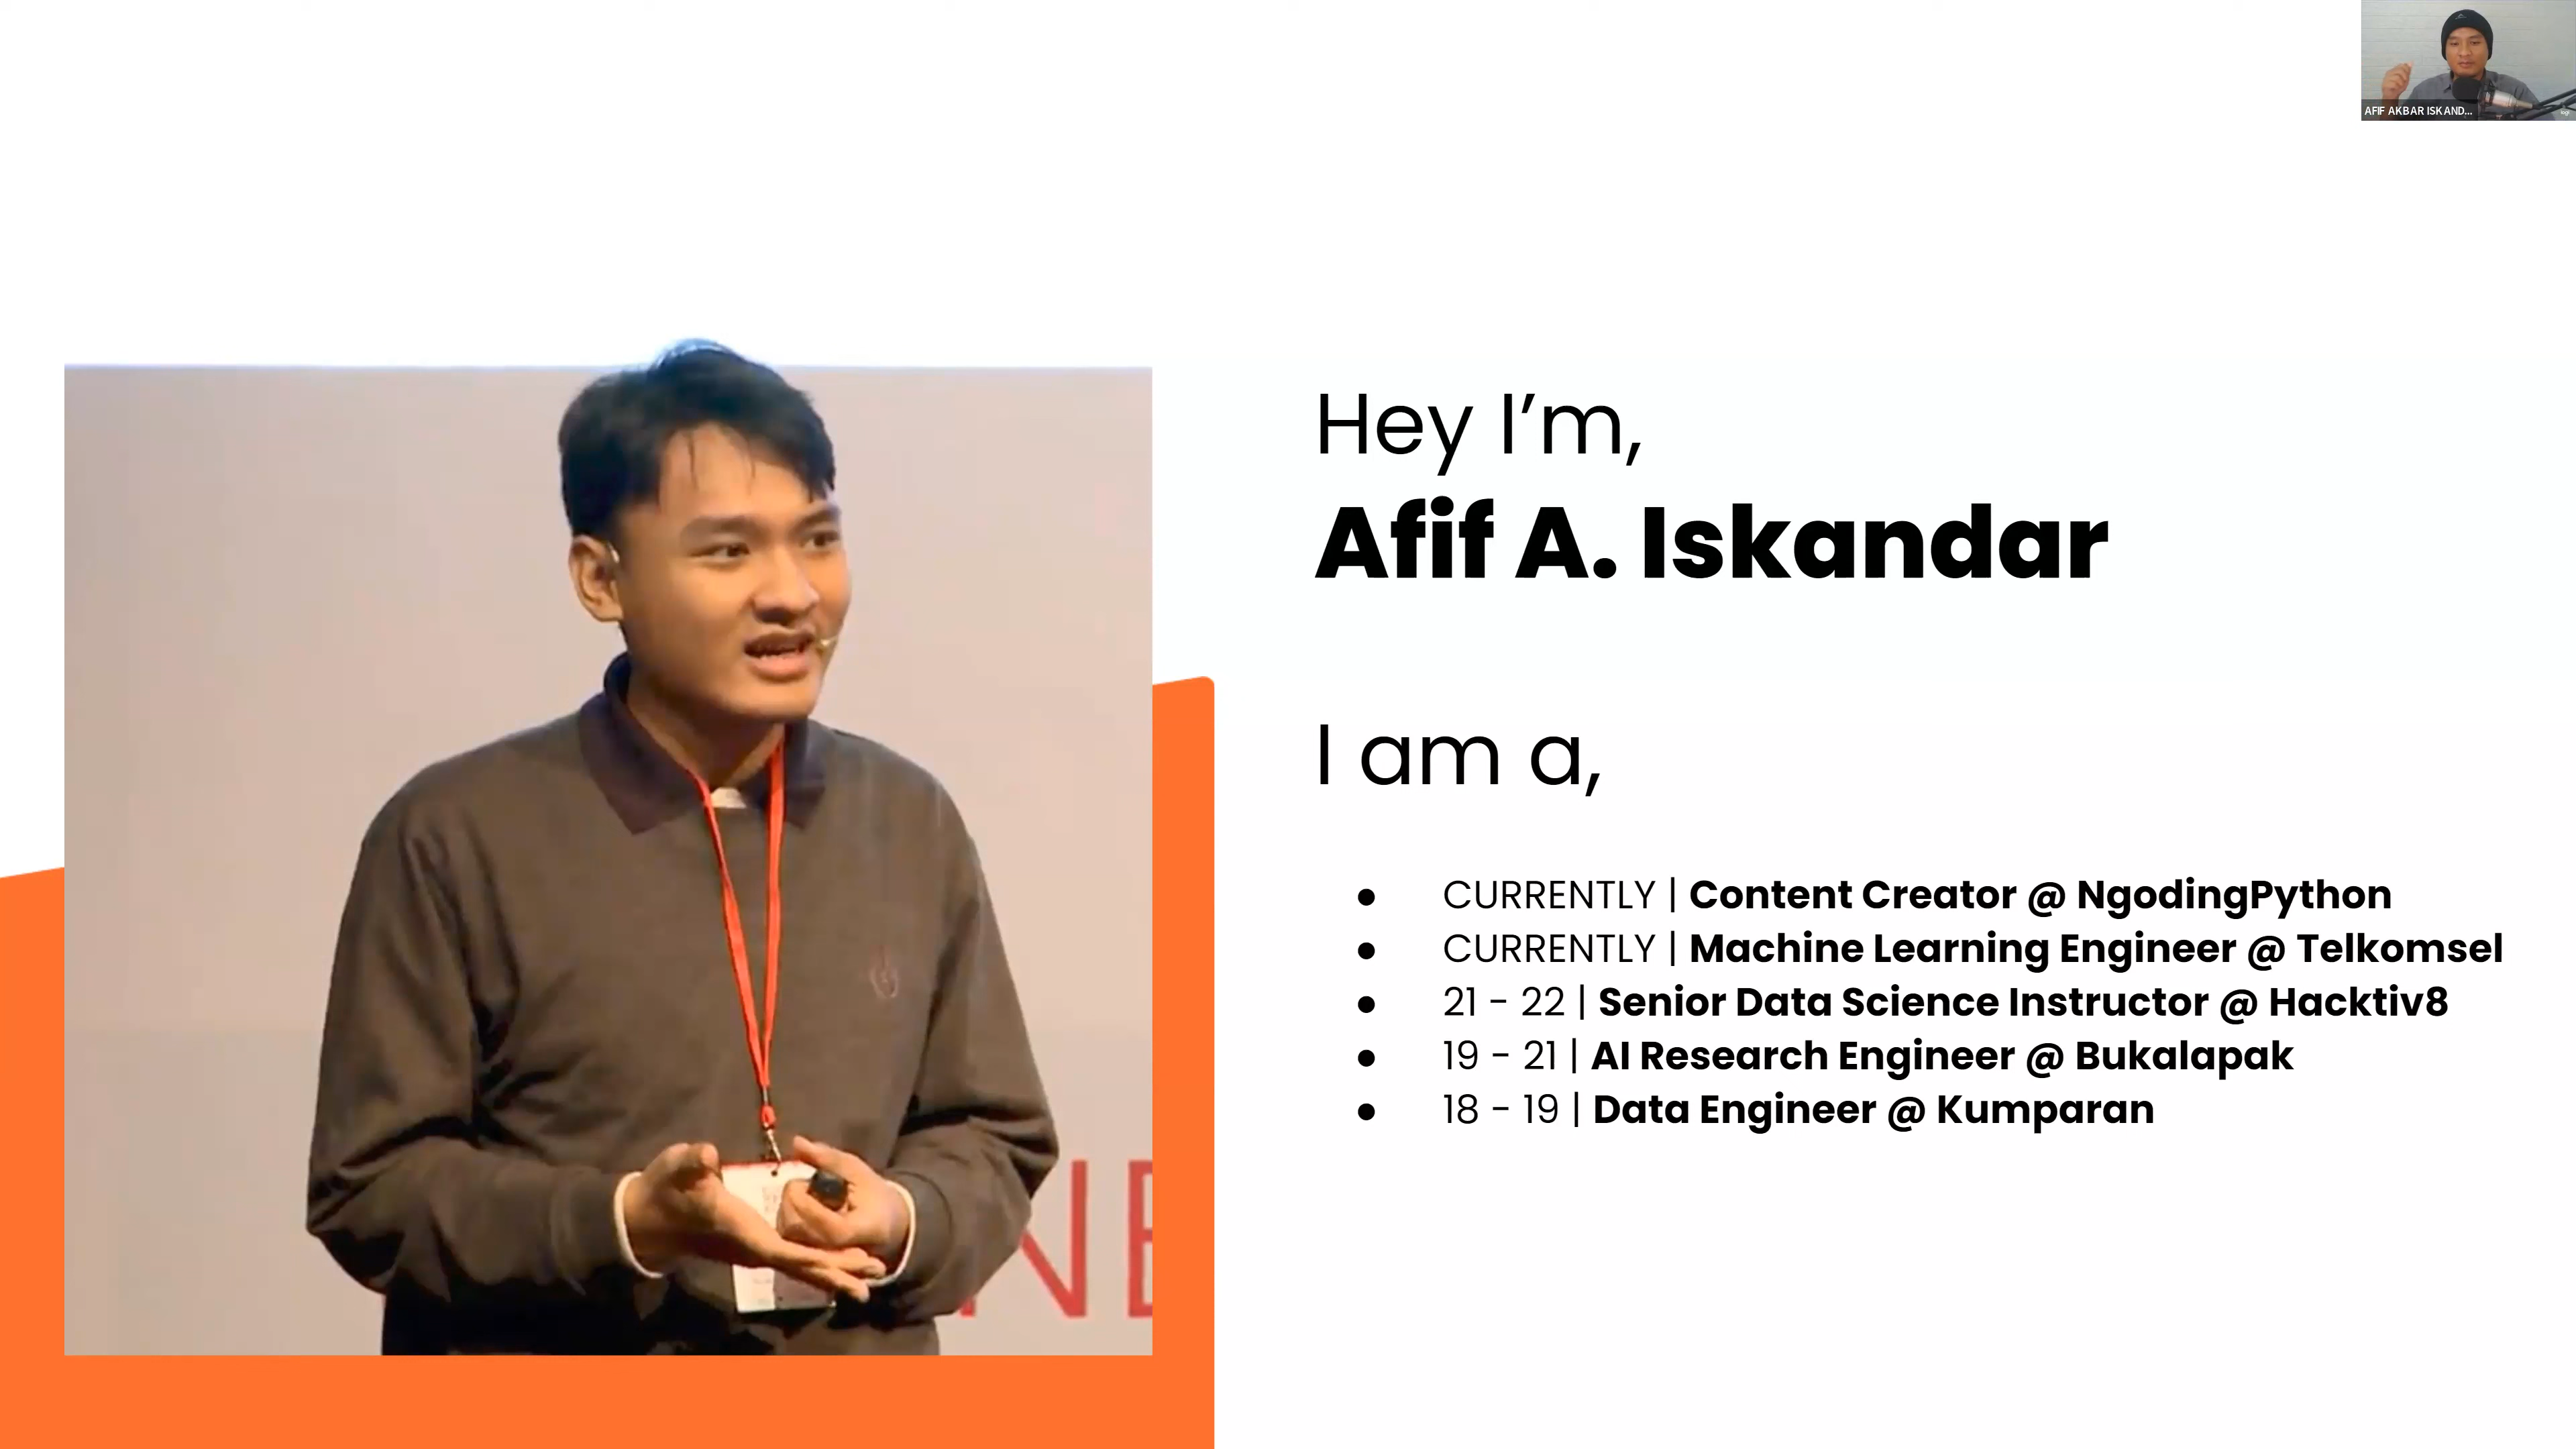 AFIF AKBAR ISKAND...
Hey I’m,
Afif A. Iskandar
I am a,
● CURRENTLY | Content Creator @ NgodingPython
● CURRENTLY | Machine Learning Engineer @ Telkomsel
● 21 - 22 | Senior Data Science Instructor @ Hacktiv8
● 19 - 21 | AI Research Engineer @ Bukalapak
● 18 - 19 | Data Engineer @ Kumparan
NE